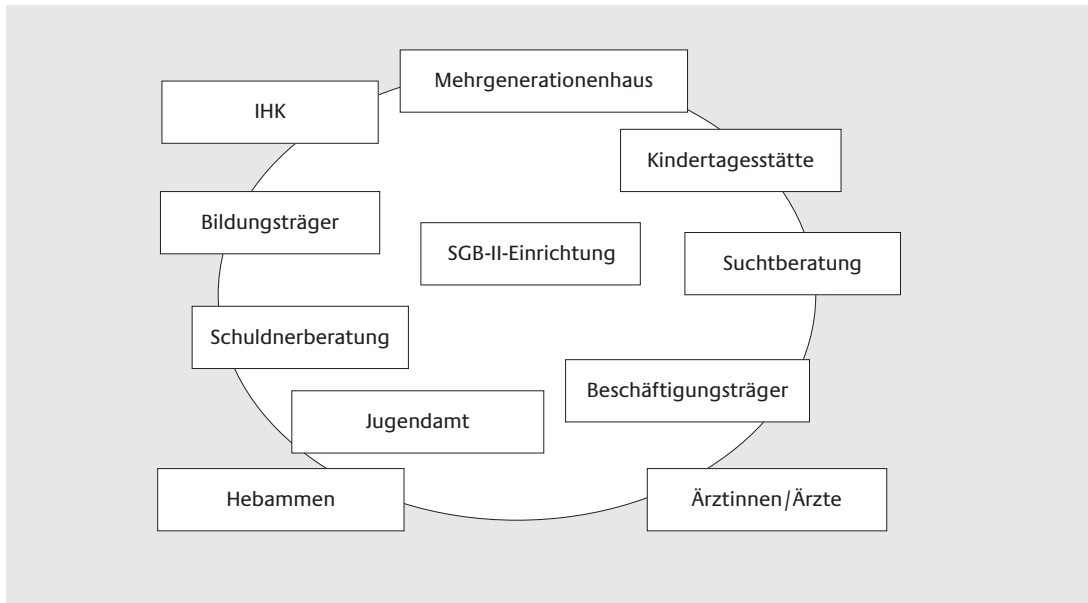 Mehrgenerationenhaus
IHK
Kindertagesstätte
Bildungsträger
SGB-II-Einrichtung
Suchtberatung
Schuldnerberatung
Beschäftigungsträger
Jugendamt
Hebammen
Ärztinnen/Ärzte